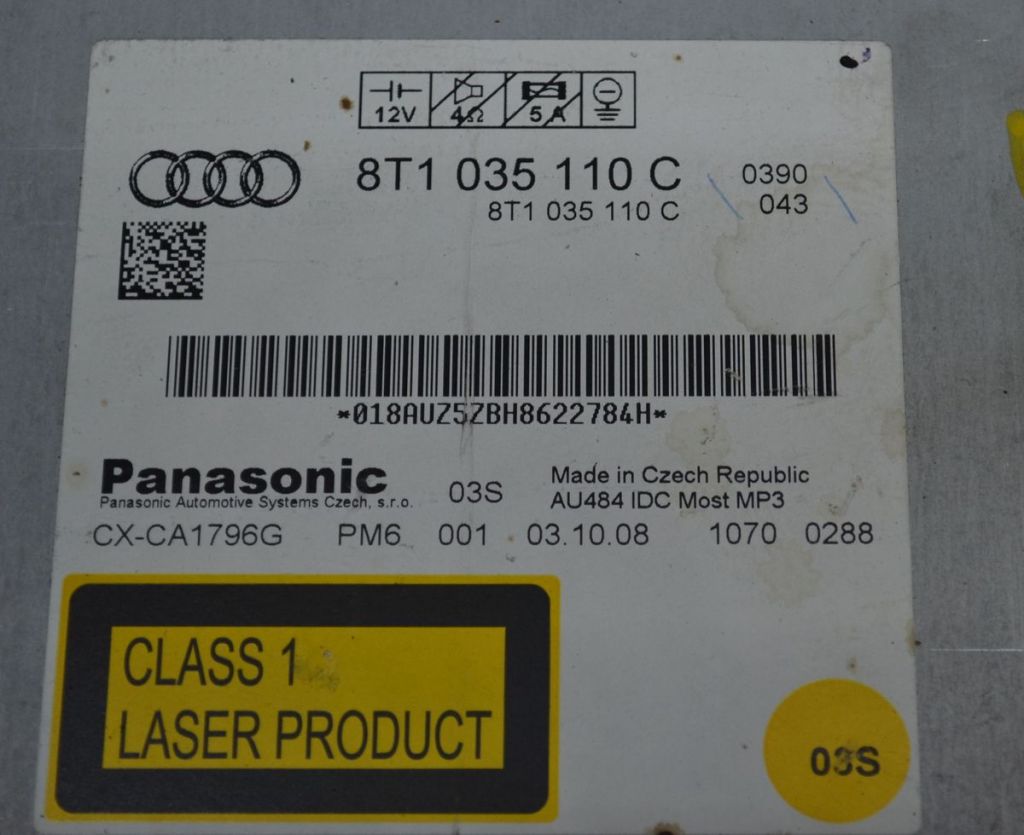 12V 4Ω 5 A
8T1 035 110 C 0390
8T1 035 110 C 043
*018AUZ5ZBH8622784H*
Panasonic
Panasonic Automotive Systems Czech, s.r.o. 03S
Made in Czech Republic
AU484 IDC Most MP3
CX-CA1796G PM6 001 03.10.08 1070 0288
CLASS 1
LASER PRODUCT
03S